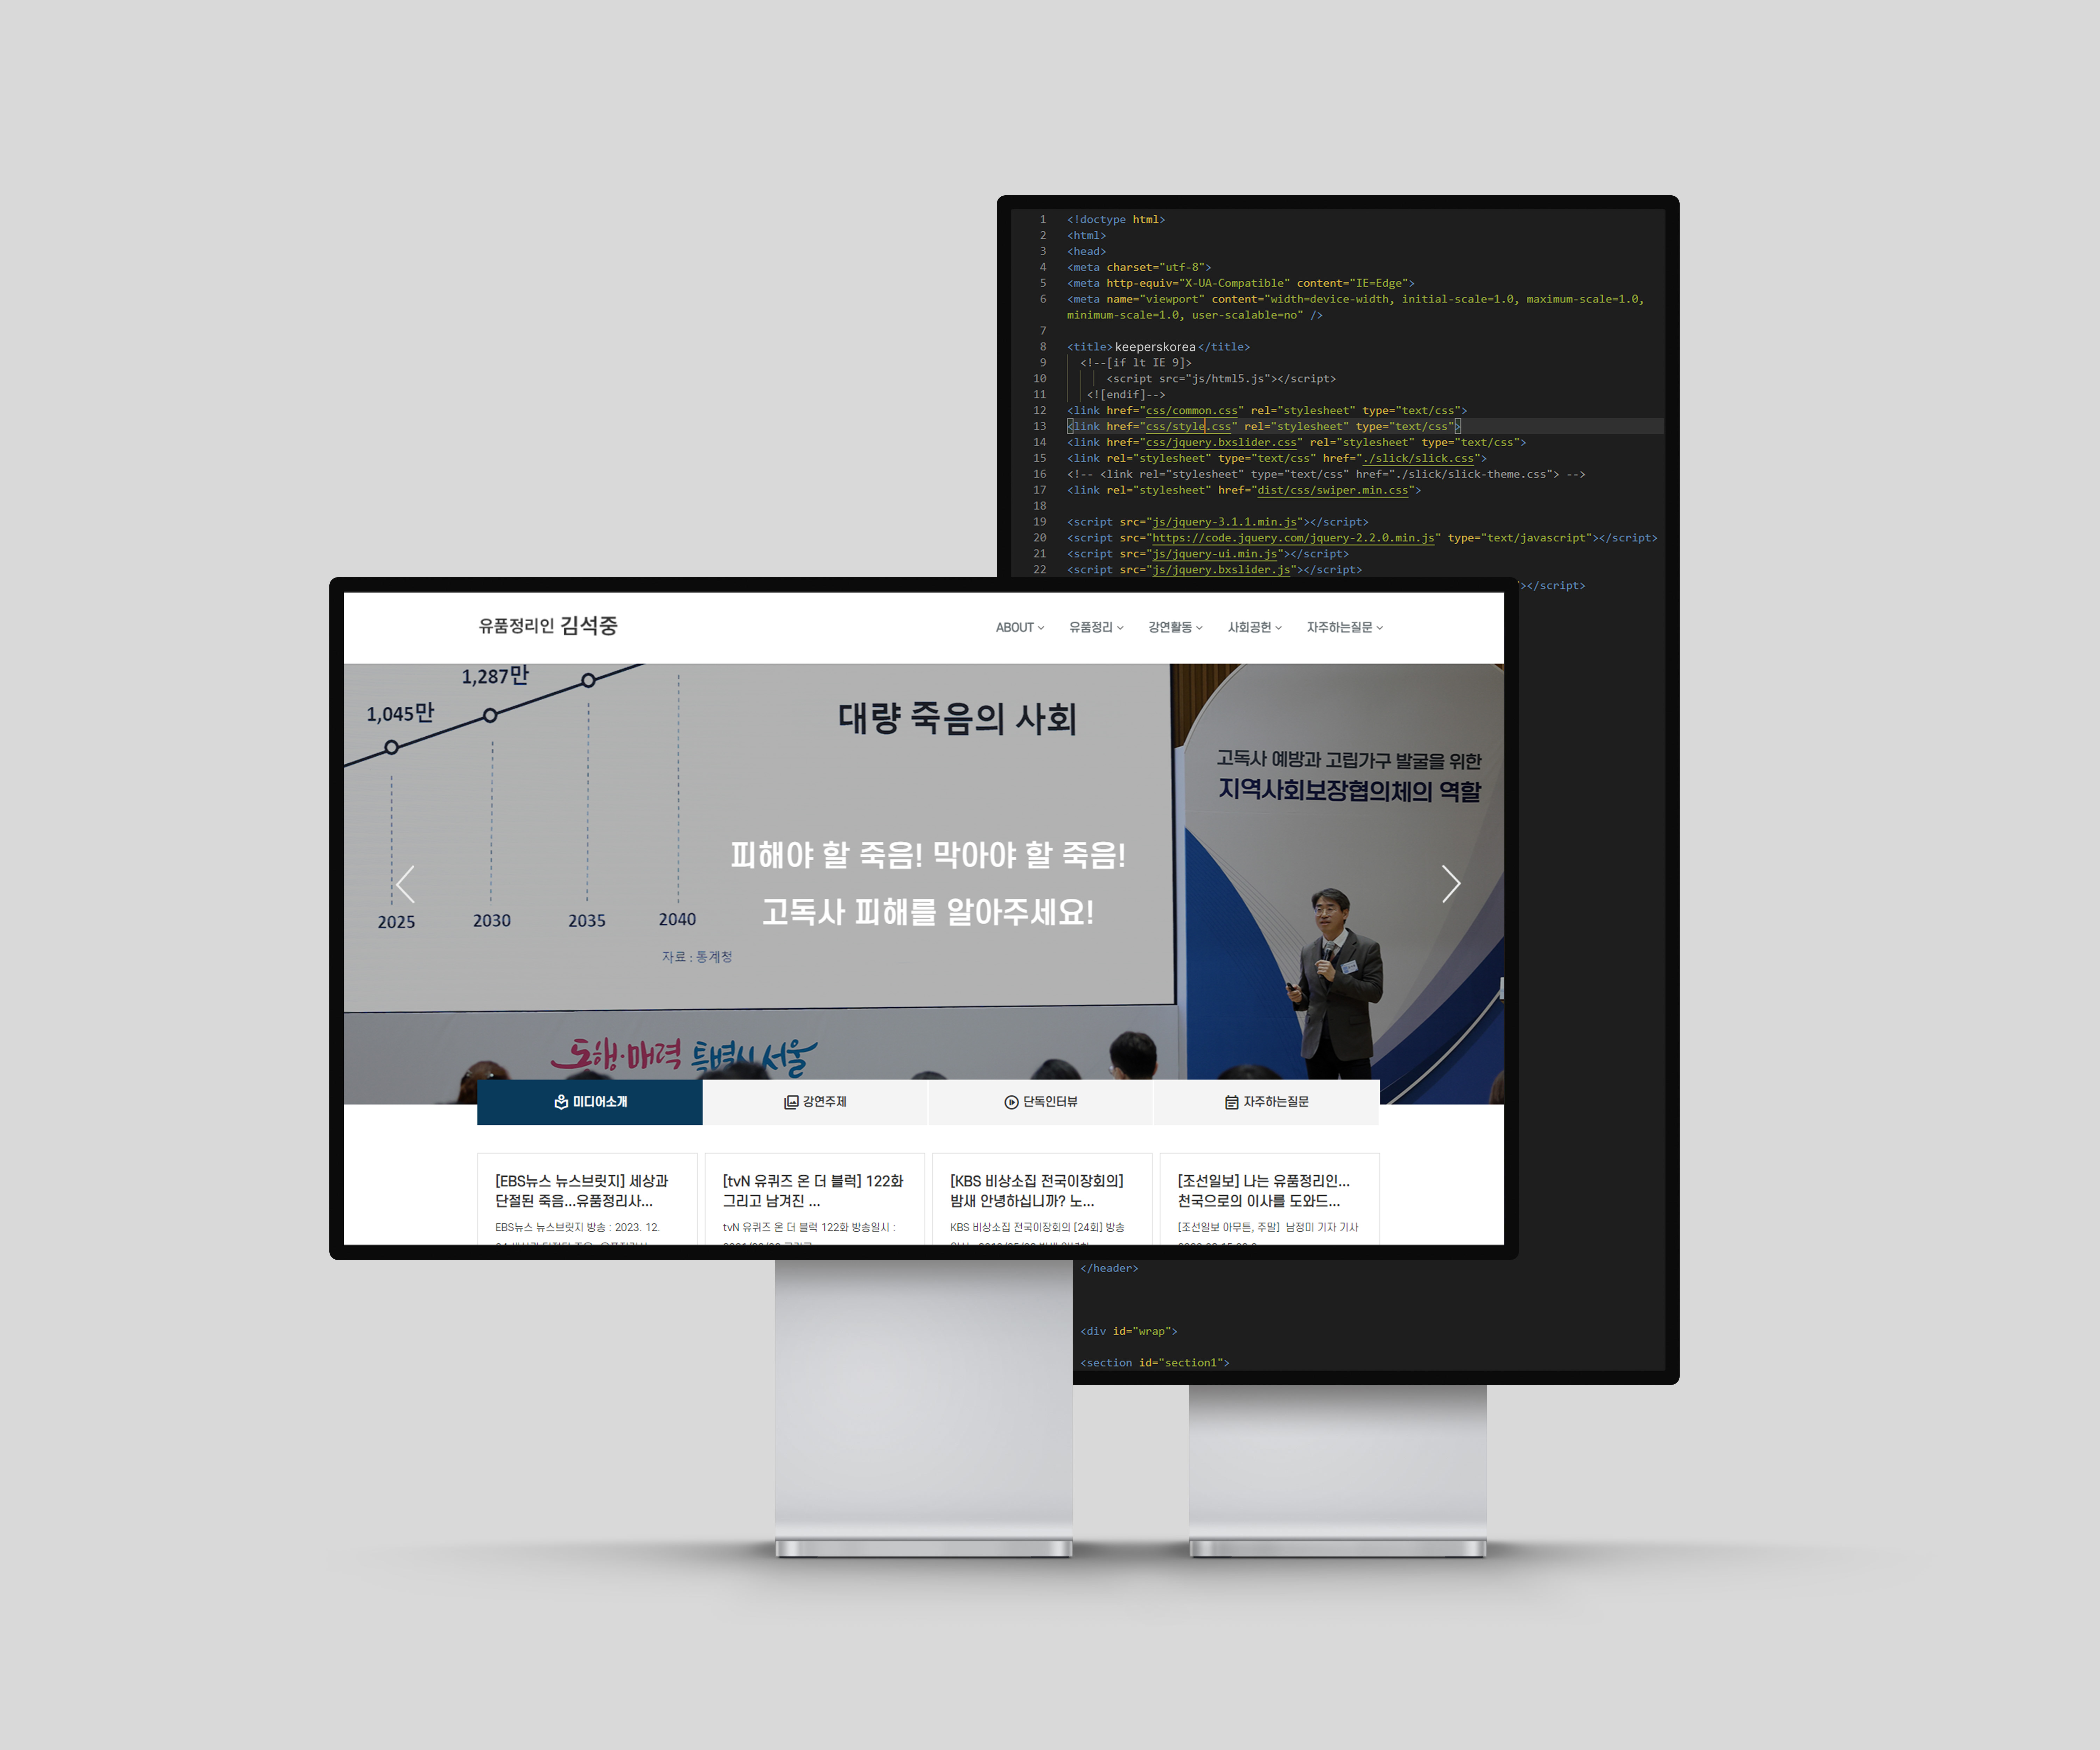 1 <!doctype html>
2 <html>
3 <head>
4 <meta charset="utf-8">
5 <meta http-equiv="X-UA-Compatible" content="IE=Edge">
6 <meta name="viewport" content="width=device-width, initial-scale=1.0, maximum-scale=1.0,
minimum-scale=1.0, user-scalable=no" />
7
8 <title>keeperskorea</title>
9 <!--[if lt IE 9]>
10 <script src="js/html5.js"></script>
11 <![endif]-->
12 <link href="css/common.css" rel="stylesheet" type="text/css">
13 <link href="css/style.css" rel="stylesheet" type="text/css">
14 <link href="css/jquery.bxslider.css" rel="stylesheet" type="text/css">
15 <link rel="stylesheet" type="text/css" href="./slick/slick.css">
16 <!-- <link rel="stylesheet" type="text/css" href="./slick/slick-theme.css"> -->
17 <link rel="stylesheet" href="dist/css/swiper.min.css">
18
19 <script src="js/jquery-3.1.1.min.js"></script>
20 <script src="https://code.jquery.com/jquery-2.2.0.min.js" type="text/javascript"></script>
21 <script src="js/jquery-ui.min.js"></script>
22 <script src="js/jquery.bxslider.js"></script>
></script>
유품정리인 김석중
ABOUT 유품정리 강연활동 사회공헌 자주하는질문
1,287만
1,045만
대량 죽음의 사회
고독사 예방과 고립가구 발굴을 위한
지역사회보장협의체의 역할
피해야 할 죽음! 막아야 할 죽음!
고독사 피해를 알아주세요!
2025 2030 2035 2040
자료 : 통계청
동행·매력 특별시 서울
미디어소개 강연주제 단독인터뷰 자주하는질문
[EBS뉴스 뉴스브릿지] 세상과
단절된 죽음...유품정리사...
EBS뉴스 뉴스브릿지 방송 : 2023. 12.
[tvN 유퀴즈 온 더 블럭] 122화
그리고 남겨진 ...
tvN 유퀴즈 온 더 블럭 122화 방송일시 :
[KBS 비상소집 전국이장회의]
밤새 안녕하십니까? 노...
KBS 비상소집 전국이장회의 [24회] 방송
[조선일보] 나는 유품정리인...
천국으로의 이사를 도와드...
[조선일보 아무튼, 주말] 남정미 기자 기사
</header>
<div id="wrap">
<section id="section1">